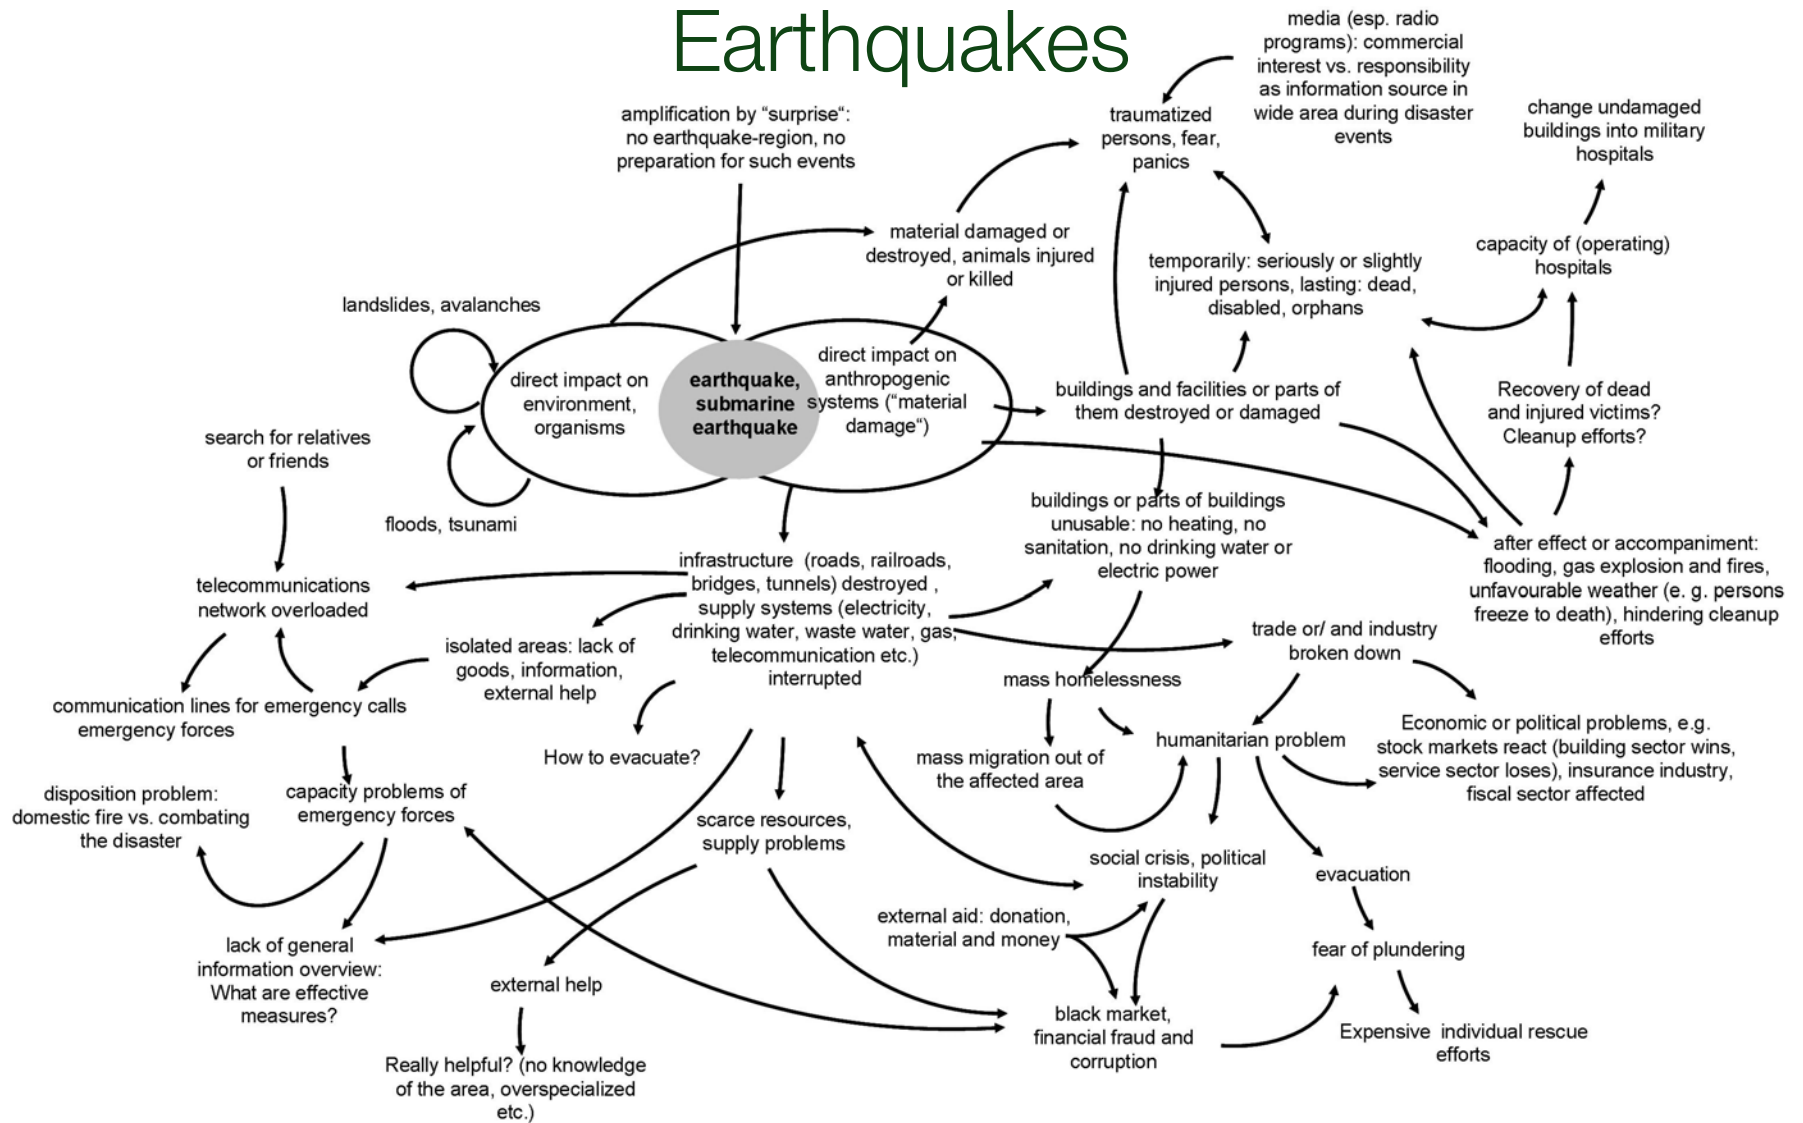 Earthquakes
media (esp. radio
programs): commercial
interest vs. responsibility
as information source in
wide area during disaster
events
amplification by “surprise“:
no earthquake-region, no
preparation for such events
traumatized
persons, fear,
panics
change undamaged
buildings into military
hospitals
material damaged or
destroyed, animals injured
or killed
temporarily: seriously or slightly
injured persons, lasting: dead,
disabled, orphans
capacity of (operating)
hospitals
landslides, avalanches
direct impact on
environment,
organisms
earthquake,
submarine
earthquake
direct impact on
anthropogenic
systems (“material
damage“)
buildings and facilities or parts of
them destroyed or damaged
Recovery of dead
and injured victims?
Cleanup efforts?
search for relatives
or friends
floods, tsunami
buildings or parts of buildings
unusable: no heating, no
sanitation, no drinking water or
electric power
after effect or accompaniment:
flooding, gas explosion and fires,
unfavourable weather (e. g. persons
freeze to death), hindering cleanup
efforts
telecommunications
network overloaded
infrastructure (roads, railroads,
bridges, tunnels) destroyed ,
supply systems (electricity,
drinking water, waste water, gas,
telecommunication etc.)
interrupted
isolated areas: lack of
goods, information,
external help
trade or/ and industry
broken down
communication lines for emergency calls
emergency forces
mass homelessness
How to evacuate?
mass migration out of
the affected area
humanitarian problem
Economic or political problems, e.g.
stock markets react (building sector wins,
service sector loses), insurance industry,
fiscal sector affected
disposition problem:
domestic fire vs. combating
the disaster
capacity problems of
emergency forces
scarce resources,
supply problems
social crisis, political
instability
evacuation
external aid: donation,
material and money
fear of plundering
lack of general
information overview:
What are effective
measures?
external help
black market,
financial fraud and
corruption
Expensive individual rescue
efforts
Really helpful? (no knowledge
of the area, overspecialized
etc.)